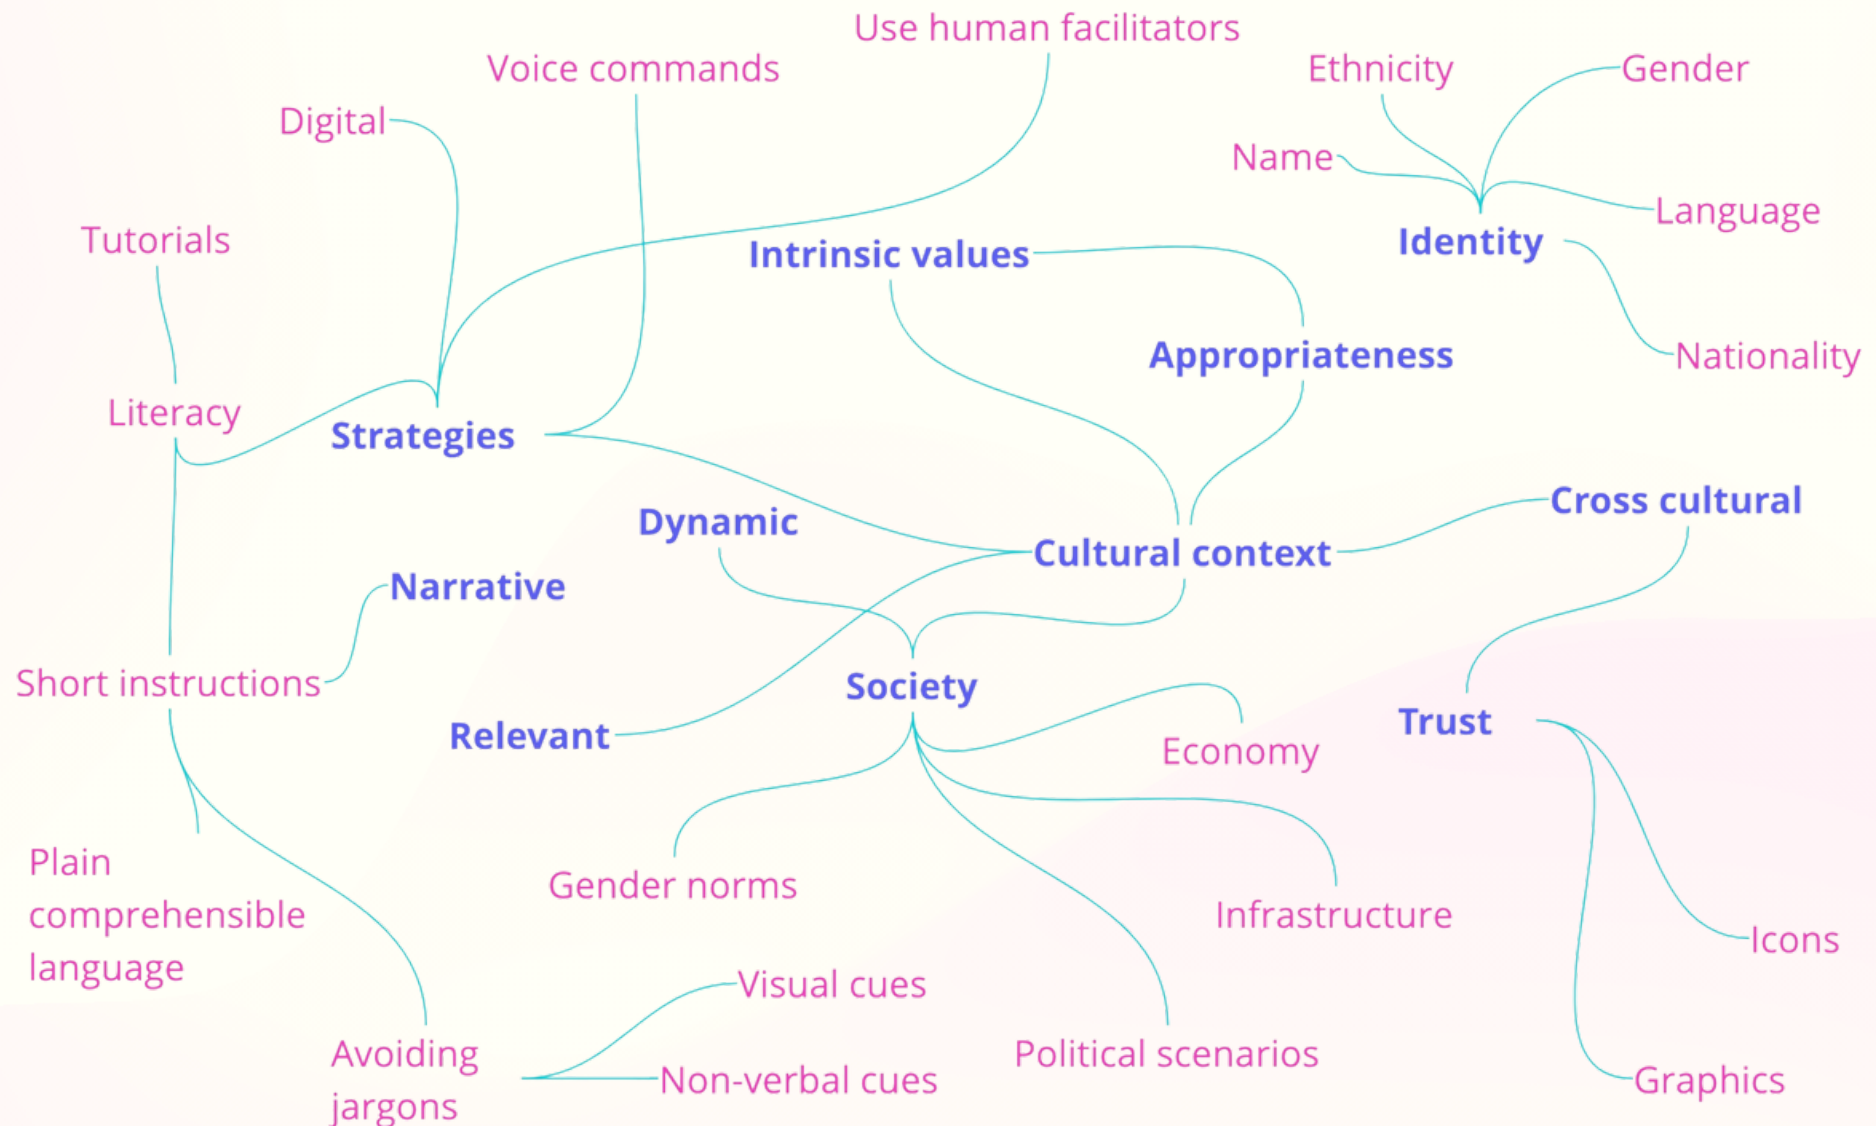 Use human facilitators
Voice commands
Ethnicity
Gender
Digital
Name
Language
Tutorials
Intrinsic values
Identity
Appropriateness
Nationality
Literacy
Strategies
Cross cultural
Dynamic
Cultural context
Narrative
Short instructions
Society
Relevant
Trust
Economy
Plain
comprehensible
language
Gender norms
Infrastructure
Icons
Visual cues
Avoiding
jargons
Political scenarios
Non-verbal cues
Graphics